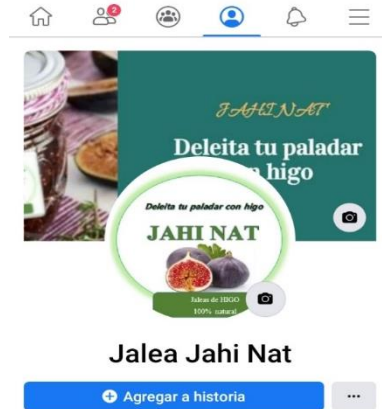 2
JAHI NAT
Deleita tu paladar
higo
Deleita tu paladar con higo
JAHI NAT
Jaleas de HIGO
100% natural
Jalea Jahi Nat
Agregar a historia